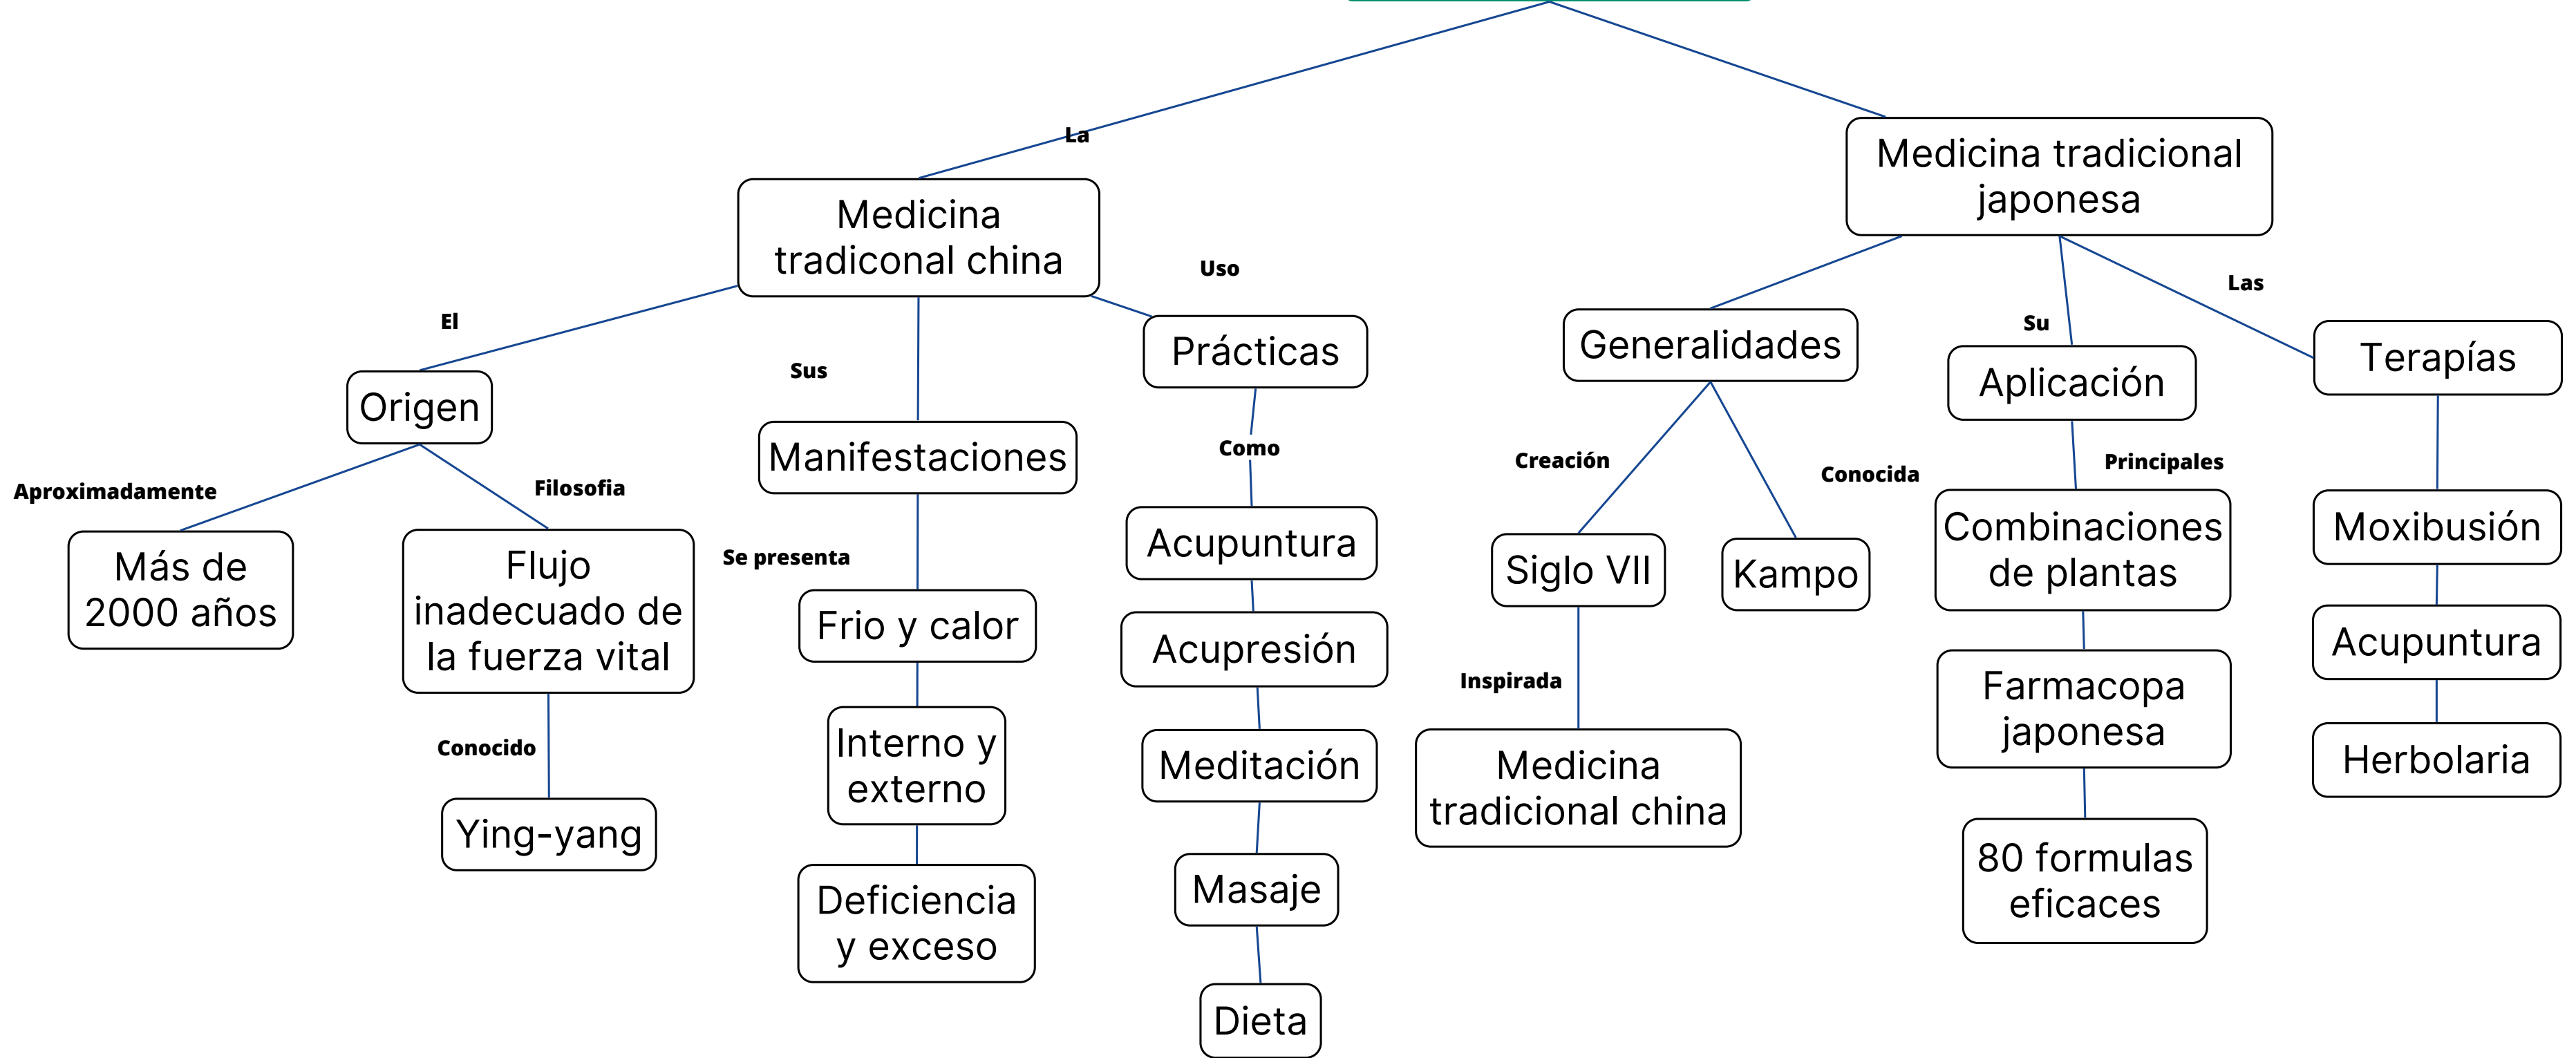 La
Medicina
tradiconal china
El
Origen
Aproximadamente
Más de
2000 años
Filosofia
Flujo
inadecuado de
la fuerza vital
Conocido
Ying-yang
Sus
Manifestaciones
Se presenta
Frio y calor
Interno y
externo
Deficiencia
y exceso
Uso
Prácticas
Como
Acupuntura
Acupresión
Meditación
Masaje
Dieta
Medicina tradicional
japonesa
Generalidades
Creación
Siglo VII
Inspirada
Medicina
tradicional china
Conocida
Kampo
Su
Aplicación
Principales
Combinaciones
de plantas
Farmacopa
japonesa
80 formulas
eficaces
Las
Terapías
Moxibusión
Acupuntura
Herbolaria